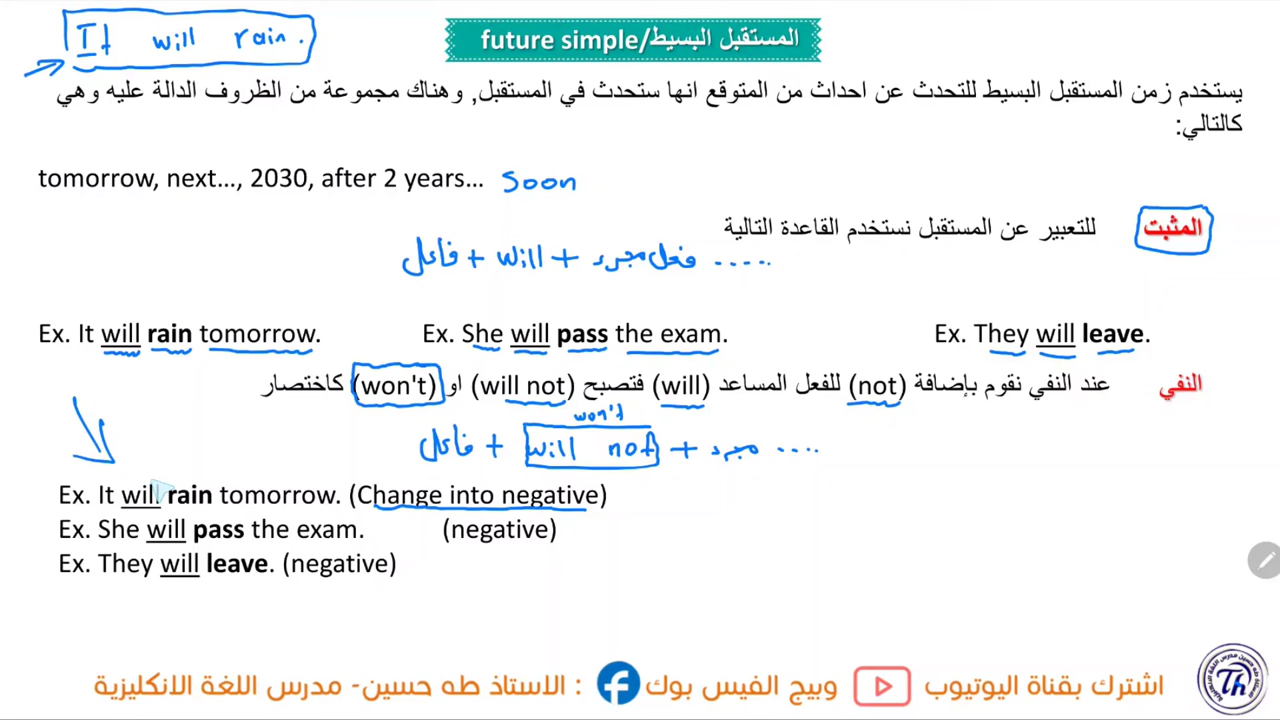 It will rain.
المستقبل البسيط/future simple
يستخدم زمن المستقبل البسيط للتحدث عن احداث من المتوقع انها ستحدث في المستقبل, وهناك مجموعة من الظروف الدالة عليه وهي
كالتالي:
tomorrow, next..., 2030, after 2 years... soon
المثبت للتعبير عن المستقبل نستخدم القاعدة التالية
فاعل + will + فعل مجرد .....
Ex. It will rain tomorrow. Ex. She will pass the exam. Ex. They will leave.
النفي عند النفي نقوم بإضافة (not) للفعل المساعد (will) فتصبح (will not) او (won't) كاختصار
won't
فاعل + will not + مجرد ....
Ex. It will rain tomorrow. (Change into negative)
Ex. She will pass the exam. (negative)
Ex. They will leave. (negative)
اشترك بقناة اليوتيوب وبيج الفيس بوك : الاستاذ طه حسين- مدرس اللغة الانكليزية
Th